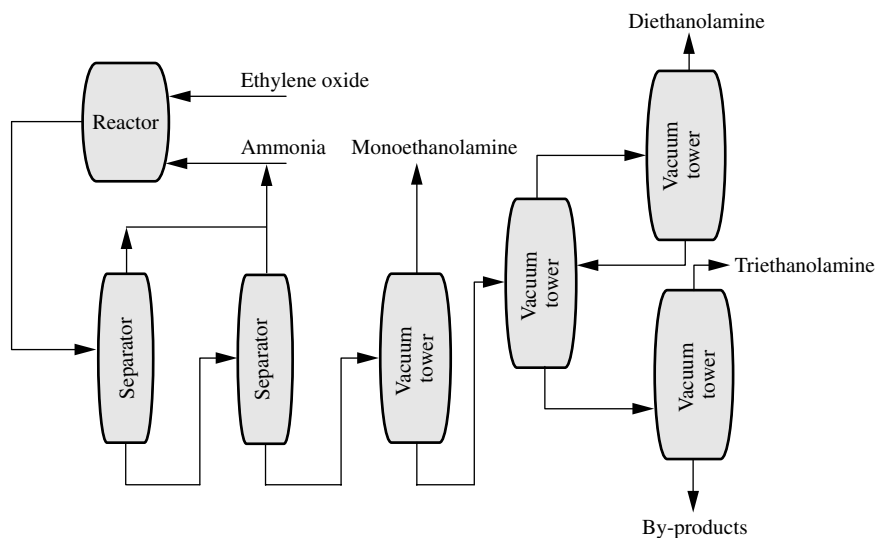 Diethanolamine
Ethylene oxide
Reactor
Ammonia
Monoethanolamine
Vacuum
tower
Vacuum
tower
Triethanolamine
Separator
Separator
Vacuum
tower
Vacuum
tower
By-products